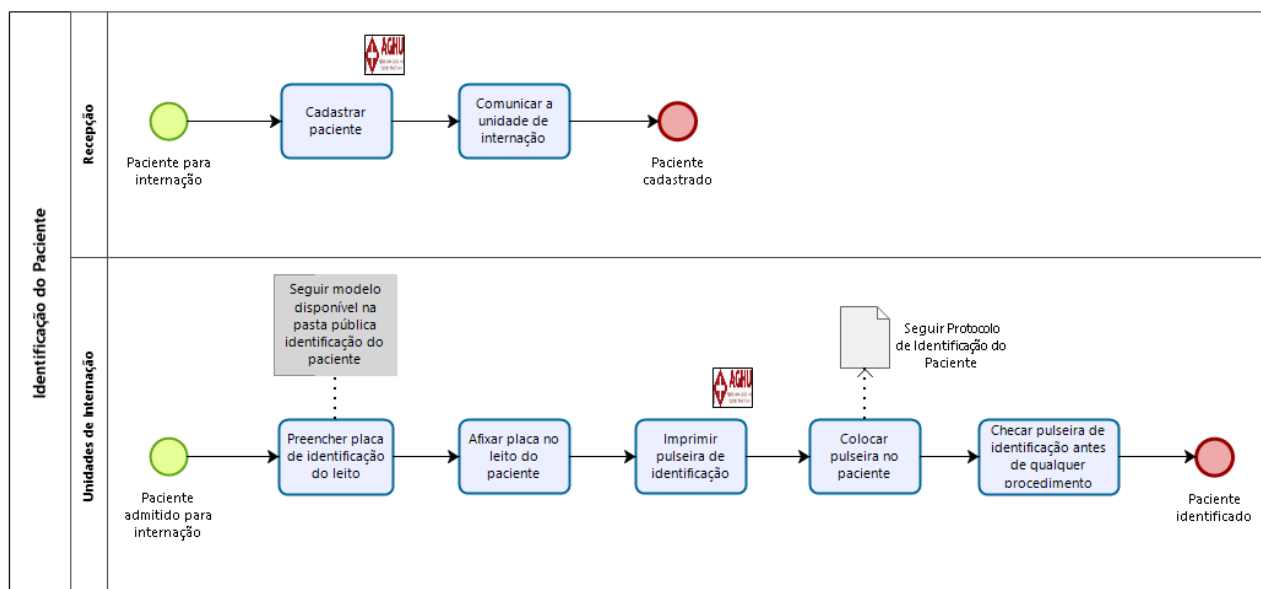 Identificação do Paciente
Recepção
AGHU
Paciente para
internação
Cadastrar
paciente
Comunicar a
unidade de
internação
Paciente
cadastrado
Unidades de Internação
Seguir modelo
disponível na
pasta pública
identificação do
paciente
Seguir Protocolo
de Identificação do
Paciente
AGHU
Paciente
admitido para
internação
Preencher placa
de identificação
do leito
Afixar placa no
leito do
paciente
Imprimir
pulseira de
identificação
Colocar
pulseira no
paciente
Checar pulseira de
identificação antes
de qualquer
procedimento
Paciente
identificado